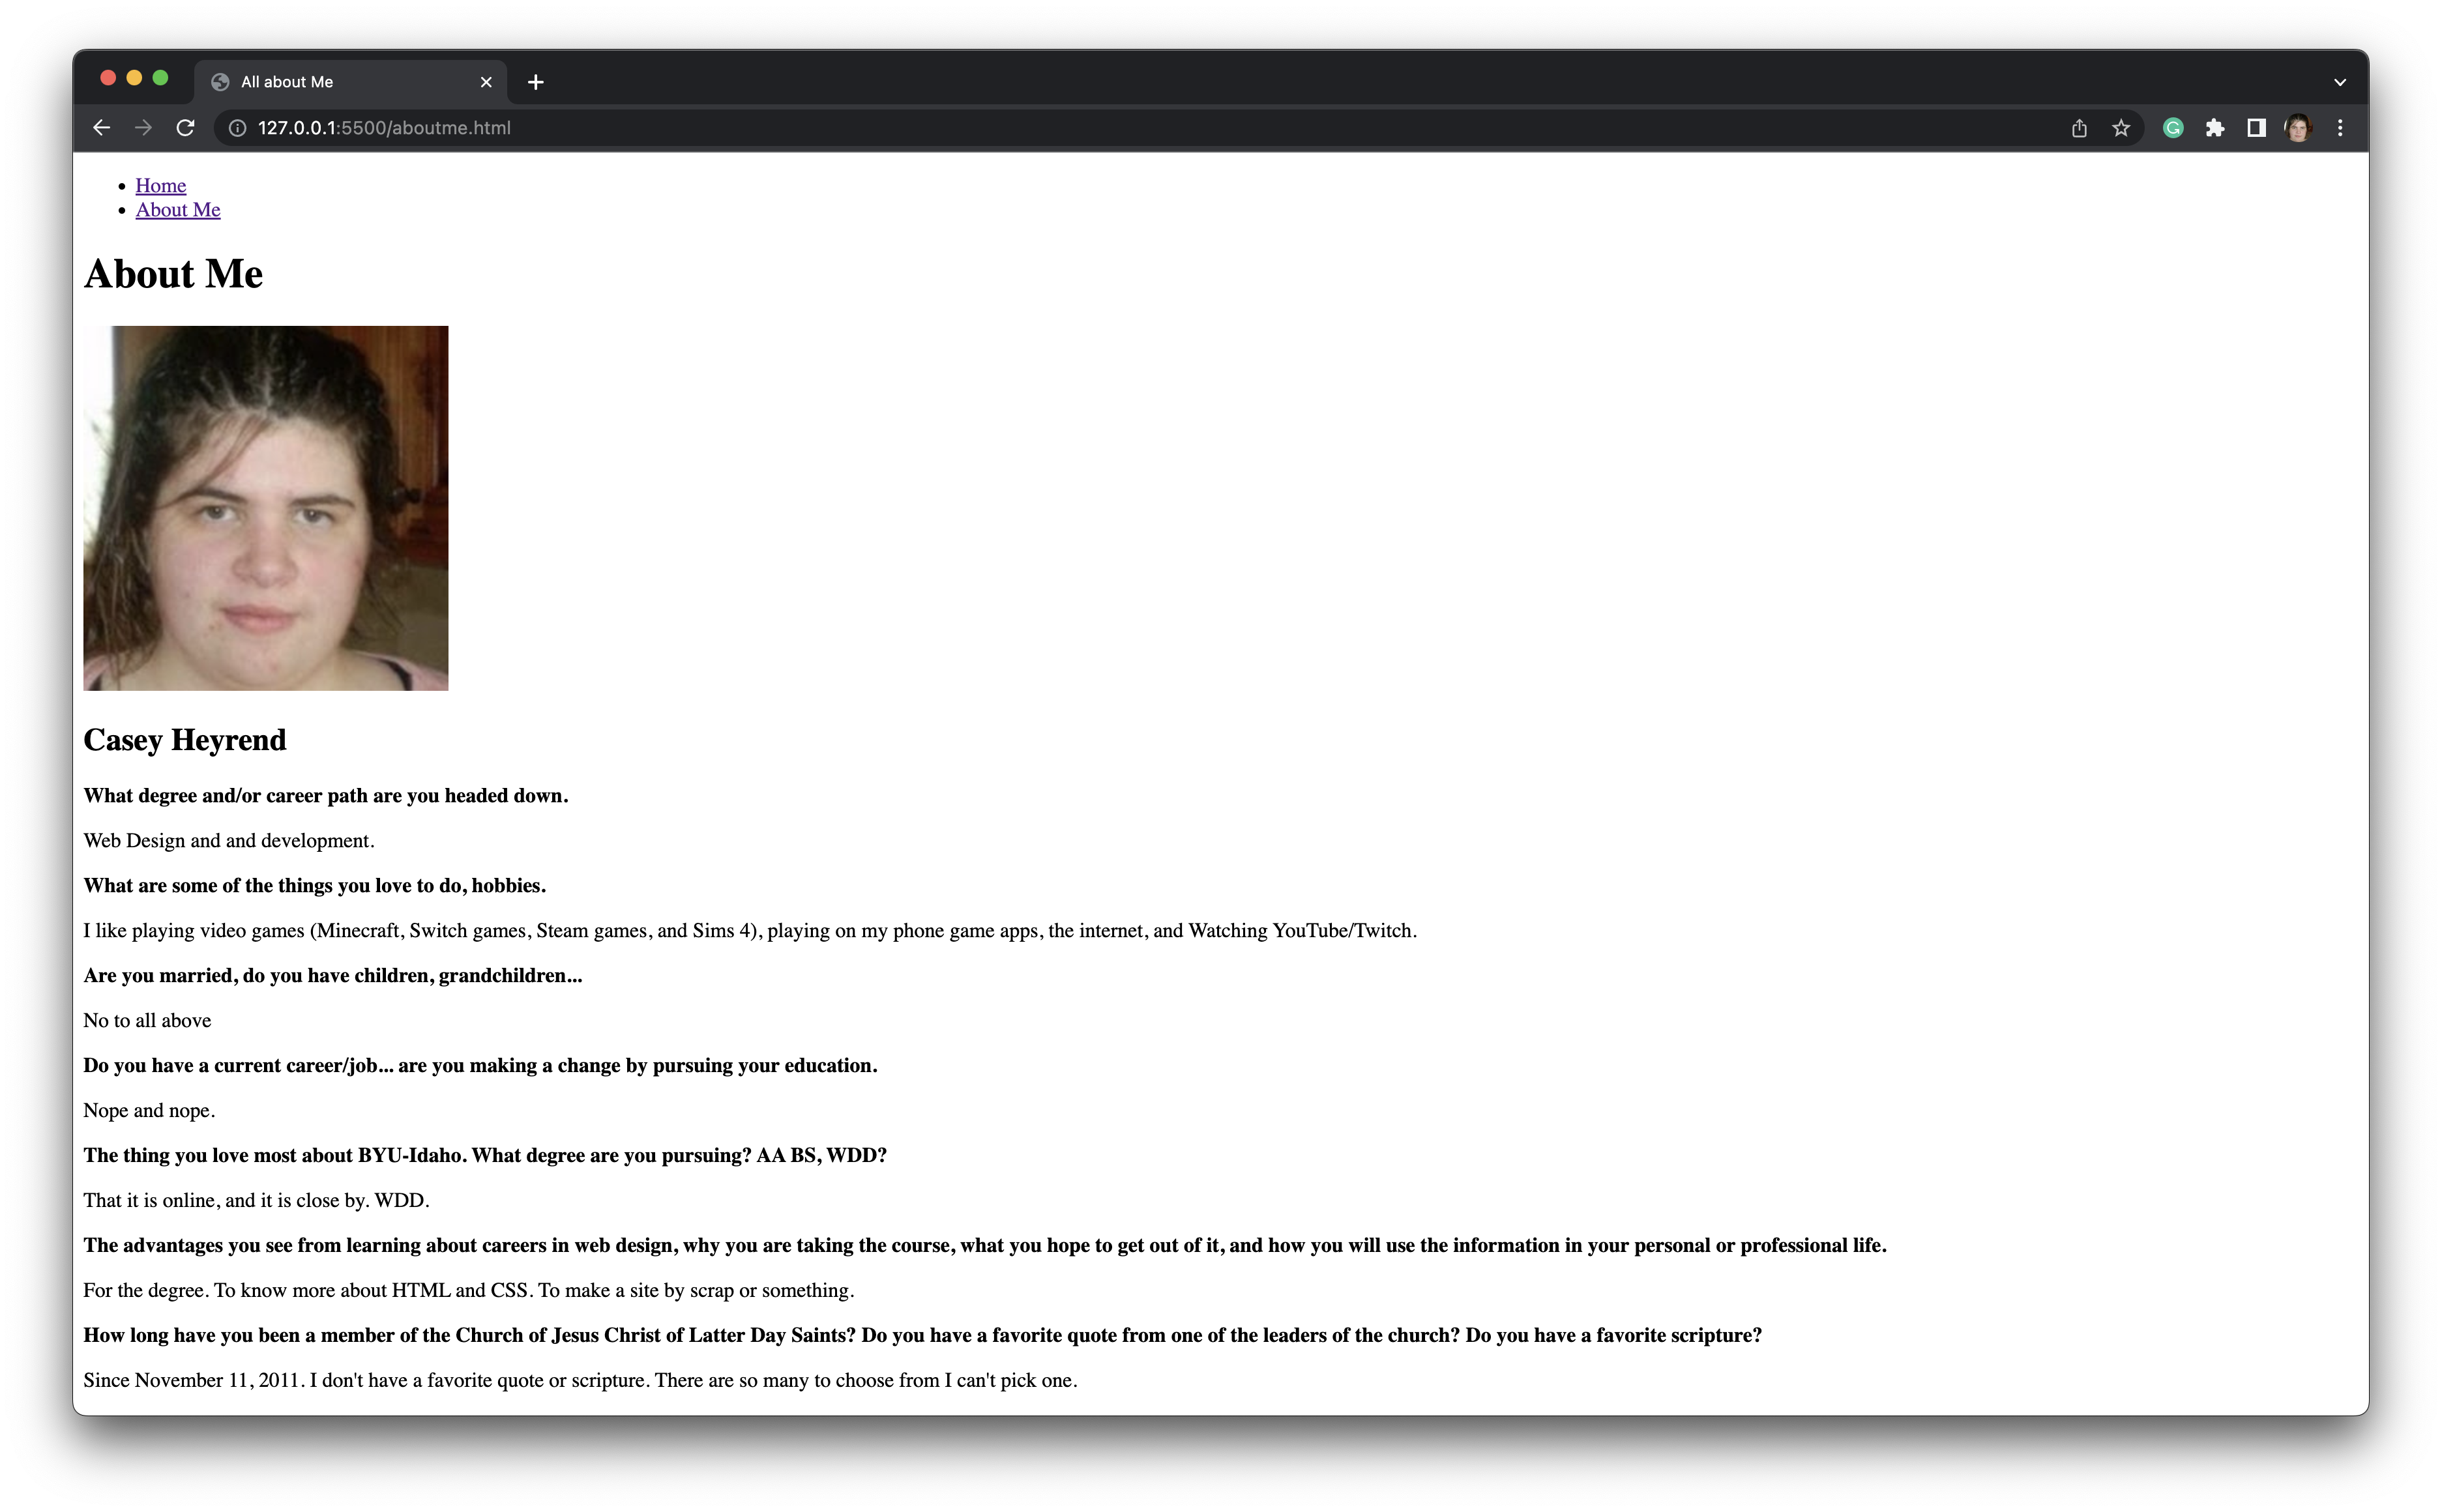 All about Me
127.0.0.1:5500/aboutme.html
Home
About Me
About Me
Casey Heyrend
What degree and/or career path are you headed down.
Web Design and and development.
What are some of the things you love to do, hobbies.
I like playing video games (Minecraft, Switch games, Steam games, and Sims 4), playing on my phone game apps, the internet, and Watching YouTube/Twitch.
Are you married, do you have children, grandchildren...
No to all above
Do you have a current career/job... are you making a change by pursuing your education.
Nope and nope.
The thing you love most about BYU-Idaho. What degree are you pursuing? AA BS, WDD?
That it is online, and it is close by. WDD.
The advantages you see from learning about careers in web design, why you are taking the course, what you hope to get out of it, and how you will use the information in your personal or professional life.
For the degree. To know more about HTML and CSS. To make a site by scrap or something.
How long have you been a member of the Church of Jesus Christ of Latter Day Saints? Do you have a favorite quote from one of the leaders of the church? Do you have a favorite scripture?
Since November 11, 2011. I don't have a favorite quote or scripture. There are so many to choose from I can't pick one.